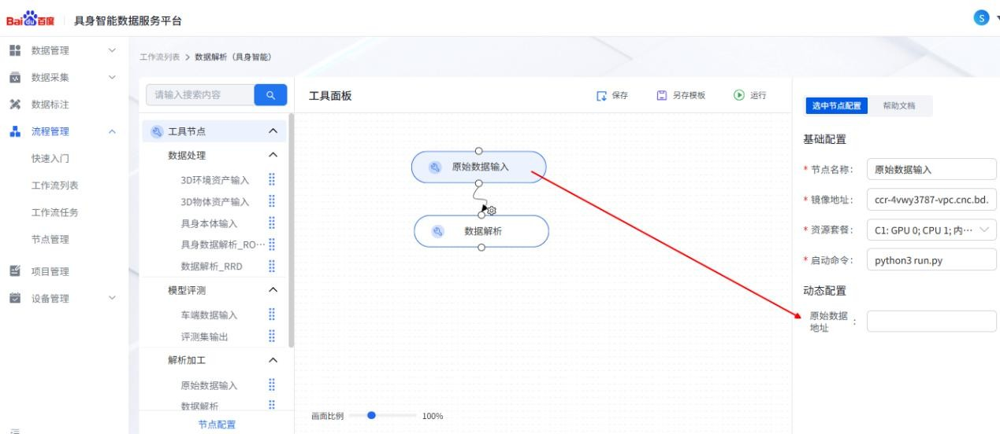 Bai du 百度 具身智能数据服务平台
S
数据管理
数据采集
数据标注
流程管理
快速入门
工作流列表
工作流任务
节点管理
项目管理
设备管理
工作流列表 > 数据解析（具身智能）
请输入搜索内容
工具节点
数据处理
3D环境资产输入
3D物体资产输入
具身本体输入
具身数据解析_RO···
数据解析_RRD
模型评测
车端数据输入
评测集输出
解析加工
原始数据输入
数据解析
节点配置
工具面板
保存
另存模板
运行
原始数据输入
数据解析
画面比例 100%
选中节点配置 帮助文档
基础配置
* 节点名称： 原始数据输入
* 镜像地址： ccr-4vwy3787-vpc.cnc.bd.
* 资源套餐： C1: GPU 0; CPU 1; 内···
* 启动命令： python3 run.py
动态配置
原始数据
地址 ：